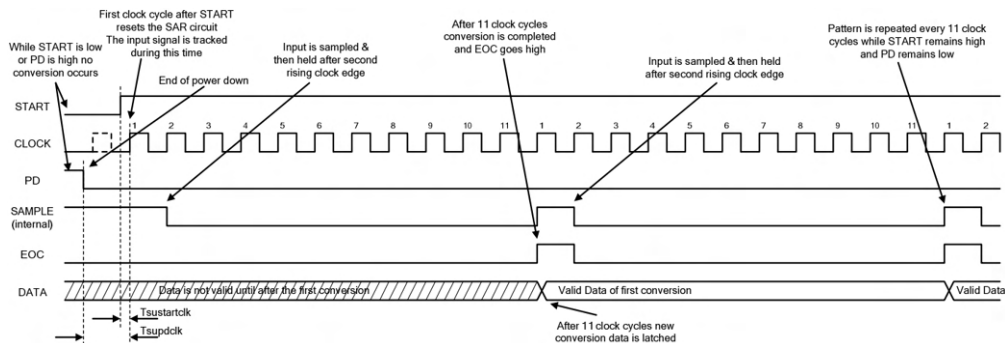 First clock cycle after START
resets the SAR circuit
The input signal is tracked
during this time
While START is low
or PD is high no
conversion occurs
End of power down
Input is sampled &
then held after second
rising clock edge
After 11 clock cycles
conversion is completed
and EOC goes high
Input is sampled & then held
after second rising clock edge
Pattern is repeated every 11 clock
cycles while START remains high
and PD remains low
START
CLOCK
1 2 3 4 5 6 7 8 9 10 11 1 2 3 4 5 6 7 8 9 10 11 1 2
PD
SAMPLE
(internal)
EOC
DATA
Data is not valid until after the first conversion
Valid Data of first conversion
Valid Data
Tsustartclk
Tsupdclk
After 11 clock cycles new
conversion data is latched